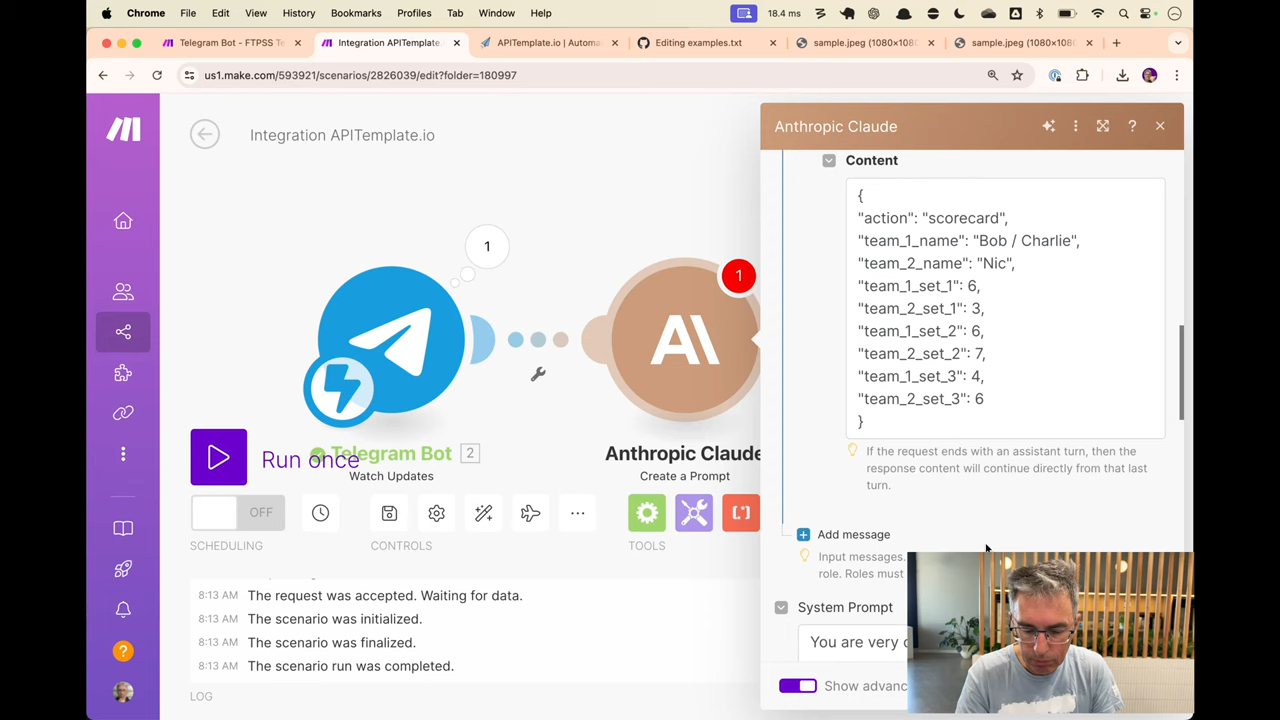 Chrome File Edit View History Bookmarks Profiles Tab Window Help 18.4 ms
Telegram Bot - FTPSS Te
Integration APITemplate.
APITemplate.io | Automa
Editing examples.txt
sample.jpeg (1080×108
sample.jpeg (1080×108
us1.make.com/593921/scenarios/2826039/edit?folder=180997
Integration APITemplate.io
Anthropic Claude
?
Content
{
"action": "scorecard",
"team_1_name": "Bob / Charlie",
"team_2_name": "Nic",
"team_1_set_1": 6,
"team_2_set_1": 3,
"team_1_set_2": 6,
"team_2_set_2": 7,
"team_1_set_3": 4,
"team_2_set_3": 6
}
If the request ends with an assistant turn, then the
response content will continue directly from that last
turn.
Add message
Input messages.
role. Roles must
System Prompt
You are very
Show advanc
1
1
Telegram Bot 2
Watch Updates
Anthropic Claude
Create a Prompt
Run once
OFF
SCHEDULING
CONTROLS
TOOLS
8:13 AM The request was accepted. Waiting for data.
8:13 AM The scenario was initialized.
8:13 AM The scenario was finalized.
8:13 AM The scenario run was completed.
LOG
?